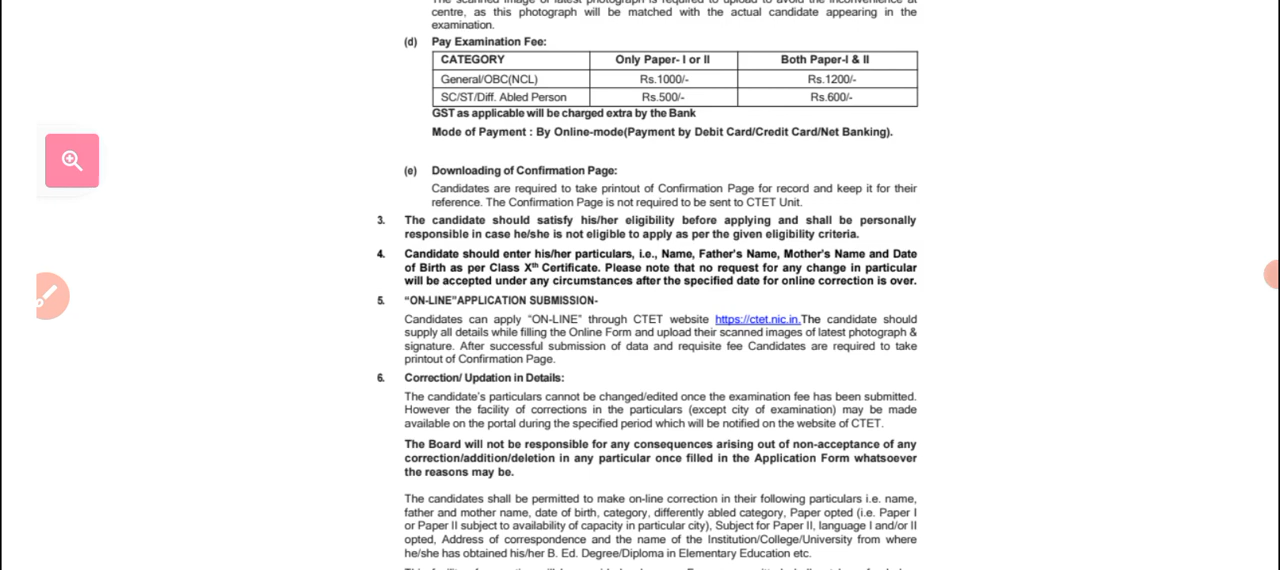 The scanned image of latest photograph is required to upload to avoid the inconvenience at
centre, as this photograph will be matched with the actual candidate appearing in the
examination.
(d) Pay Examination Fee:
CATEGORY Only Paper- I or II Both Paper-I & II
General/OBC(NCL) Rs.1000/- Rs.1200/-
SC/ST/Diff. Abled Person Rs.500/- Rs.600/-
GST as applicable will be charged extra by the Bank
Mode of Payment : By Online-mode(Payment by Debit Card/Credit Card/Net Banking).
(e) Downloading of Confirmation Page:
Candidates are required to take printout of Confirmation Page for record and keep it for their
reference. The Confirmation Page is not required to be sent to CTET Unit.
3. The candidate should satisfy his/her eligibility before applying and shall be personally
responsible in case he/she is not eligible to apply as per the given eligibility criteria.
4. Candidate should enter his/her particulars, i.e., Name, Father's Name, Mother's Name and Date
of Birth as per Class Xth Certificate. Please note that no request for any change in particular
will be accepted under any circumstances after the specified date for online correction is over.
5. “ON-LINE”APPLICATION SUBMISSION-
Candidates can apply “ON-LINE” through CTET website https://ctet.nic.in.The candidate should
supply all details while filling the Online Form and upload their scanned images of latest photograph &
signature. After successful submission of data and requisite fee Candidates are required to take
printout of Confirmation Page.
6. Correction/ Updation in Details:
The candidate's particulars cannot be changed/edited once the examination fee has been submitted.
However the facility of corrections in the particulars (except city of examination) may be made
available on the portal during the specified period which will be notified on the website of CTET.
The Board will not be responsible for any consequences arising out of non-acceptance of any
correction/addition/deletion in any particular once filled in the Application Form whatsoever
the reasons may be.
The candidates shall be permitted to make on-line correction in their following particulars i.e. name,
father and mother name, date of birth, category, differently abled category, Paper opted (i.e. Paper I
or Paper II subject to availability of capacity in particular city), Subject for Paper II, language I and/or II
opted, Address of correspondence and the name of the Institution/College/University from where
he/she has obtained his/her B. Ed. Degree/Diploma in Elementary Education etc.